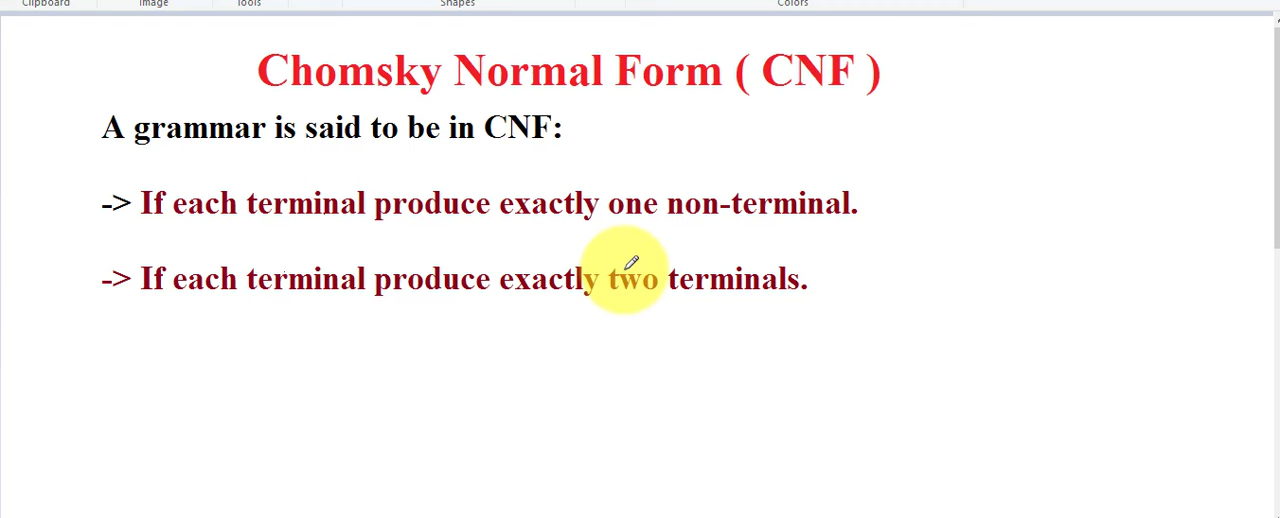 Clipboard Image Tools Shapes Colors
Chomsky Normal Form ( CNF )
A grammar is said to be in CNF:
-> If each terminal produce exactly one non-terminal.
-> If each terminal produce exactly two terminals.